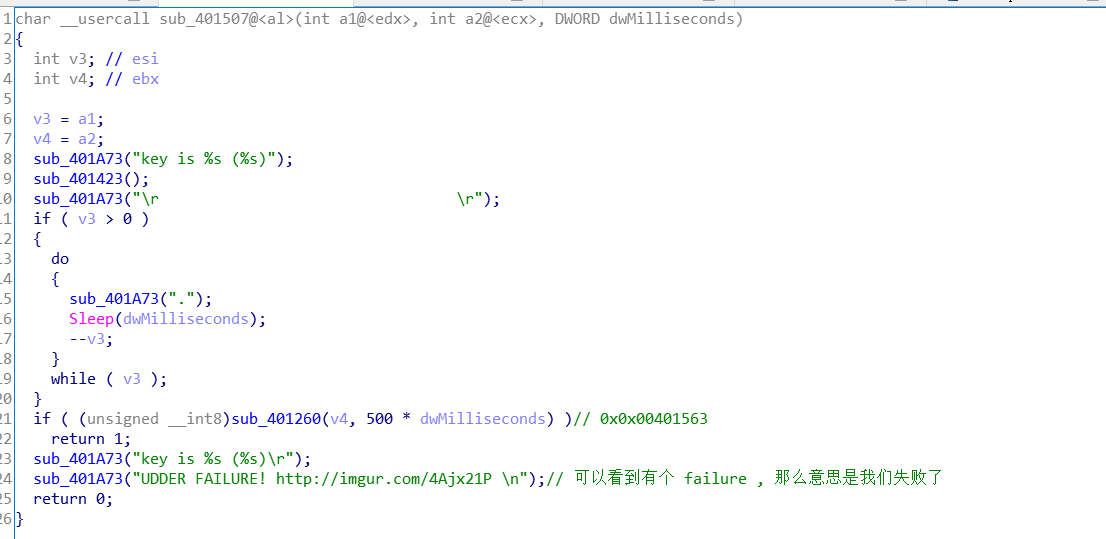 1 char __usercall sub_401507@<al>(int a1@<edx>, int a2@<ecx>, DWORD dwMilliseconds)
2 {
3   int v3; // esi
4   int v4; // ebx
5
6   v3 = a1;
7   v4 = a2;
8   sub_401A73("key is %s (%s)");
9   sub_401423();
10   sub_401A73("\r                                 \r");
11   if ( v3 > 0 )
12   {
13     do
14     {
15       sub_401A73(".");
16       Sleep(dwMilliseconds);
17       --v3;
18     }
19     while ( v3 );
20   }
21   if ( (unsigned __int8)sub_401260(v4, 500 * dwMilliseconds) )// 0x0x00401563
22     return 1;
23   sub_401A73("key is %s (%s)\r");
24   sub_401A73("UDDER FAILURE! http://imgur.com/4Ajx21P \n");// 可以看到有个 failure , 那么意思是我们失败了
25   return 0;
26 }